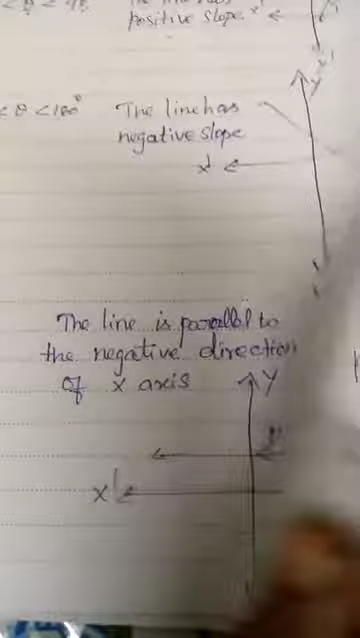 positive slope x'
y
< θ < 180° The line has
negative slope
x'
The line is parallel to
the negative direction
of x axis
Y
x'